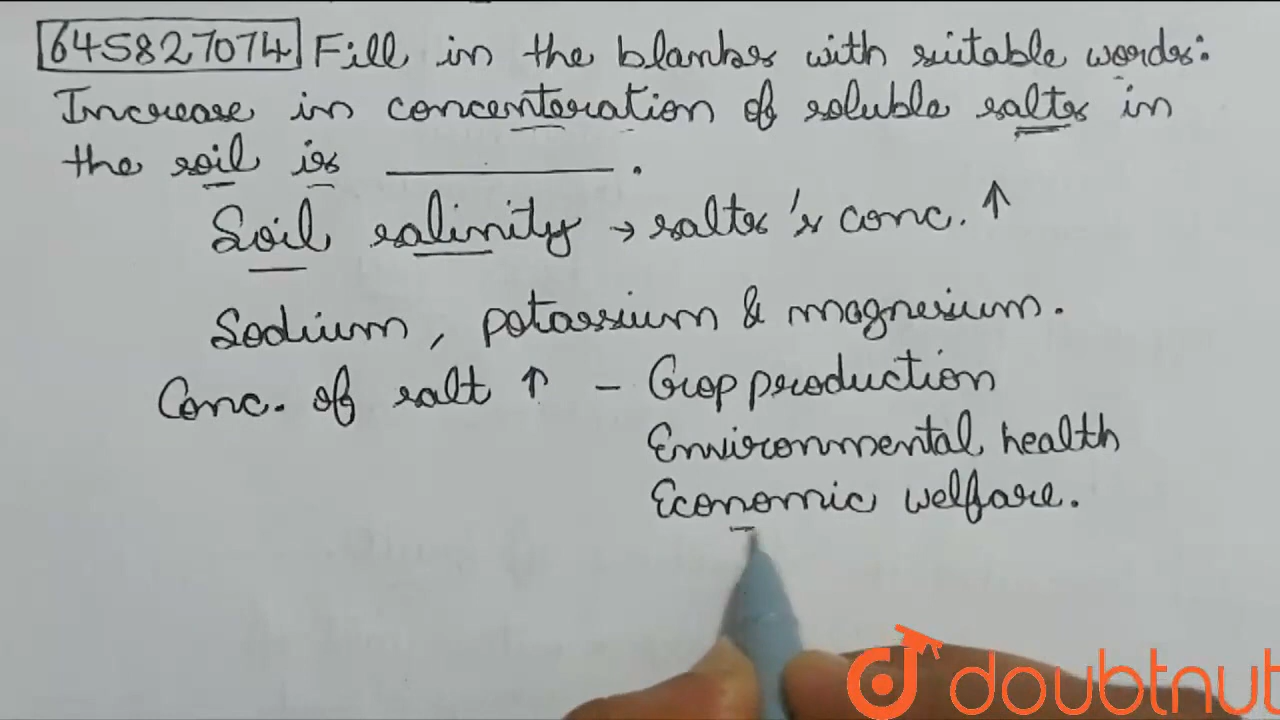 645827074 Fill in the blanks with suitable words:
Increase in concenteration of soluble salts in
the soil is ________.
Soil salinity → salts's conc. ↑
Sodium, potassium & magnesium.
Conc. of salt ↑ - Crop production
Environmental health
Economic welfare.
doubtnut